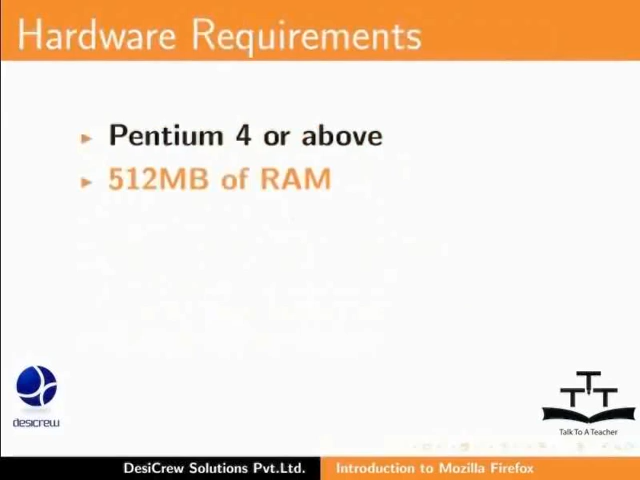 Hardware Requirements
Pentium 4 or above
512MB of RAM
desicrew
TTT
Talk To A Teacher
DesiCrew Solutions Pvt.Ltd.
Introduction to Mozilla Firefox